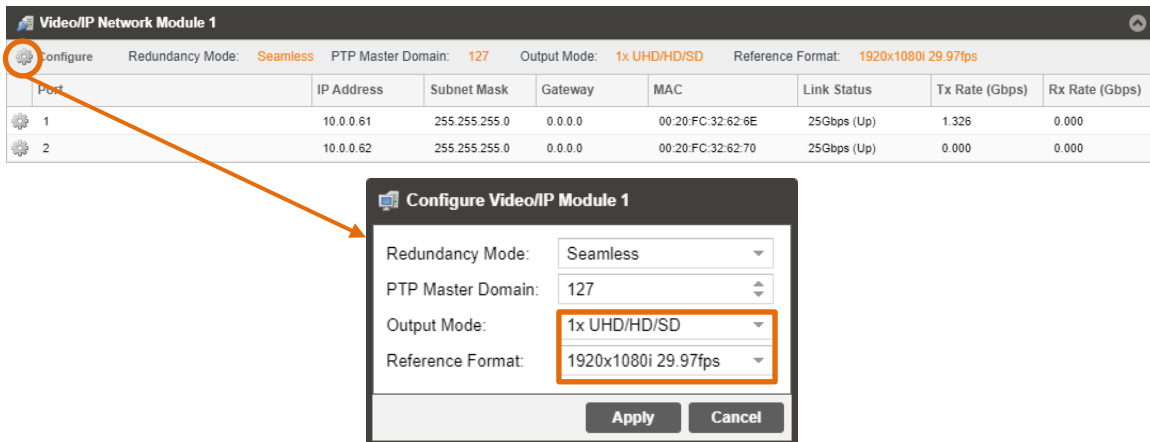 Video/IP Network Module 1
Configure Redundancy Mode: Seamless PTP Master Domain: 127 Output Mode: 1x UHD/HD/SD Reference Format: 1920x1080i 29.97fps
Port IP Address Subnet Mask Gateway MAC Link Status Tx Rate (Gbps) Rx Rate (Gbps)
1 10.0.0.61 255.255.255.0 0.0.0.0 00:20:FC:32:62:6E 25Gbps (Up) 1.326 0.000
2 10.0.0.62 255.255.255.0 0.0.0.0 00:20:FC:32:62:70 25Gbps (Up) 0.000 0.000
Configure Video/IP Module 1
Redundancy Mode: Seamless
PTP Master Domain: 127
Output Mode: 1x UHD/HD/SD
Reference Format: 1920x1080i 29.97fps
Apply Cancel